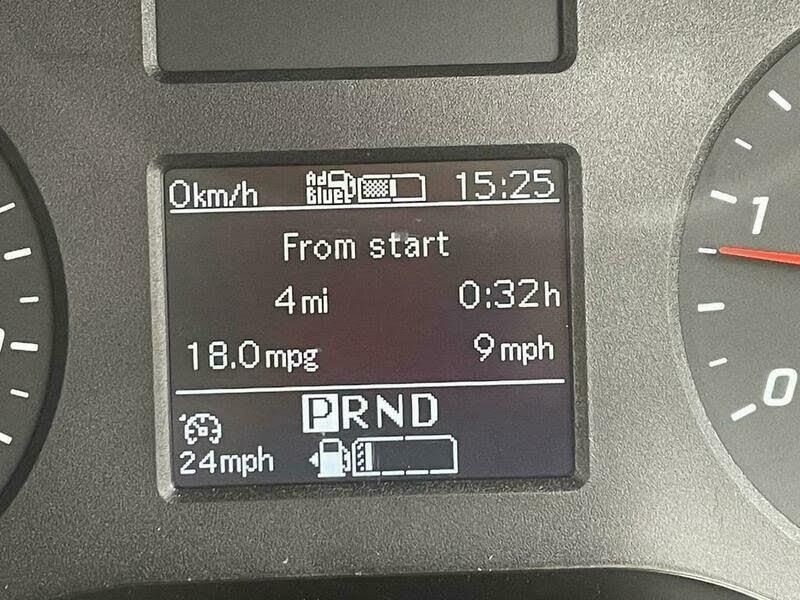 0km/h AdBlue 15:25
From start
4mi 0:32h
18.0mpg 9mph
PRND
24mph
1
0